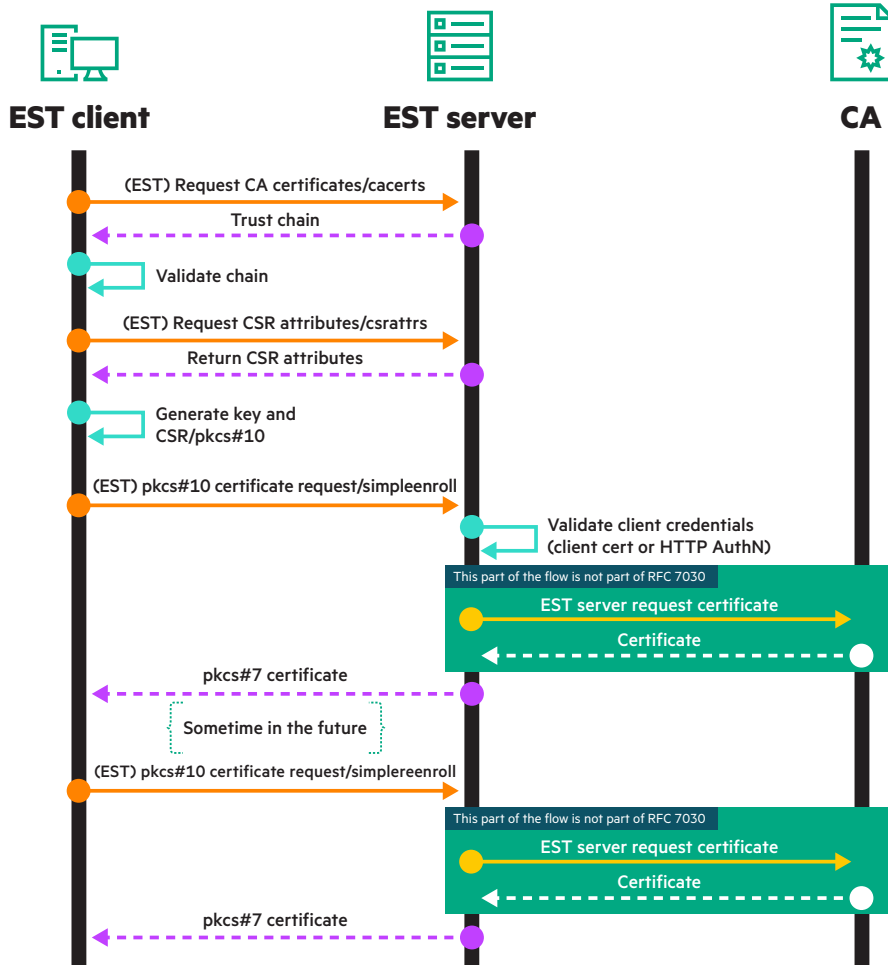 EST client
EST server
CA
(EST) Request CA certificates/cacerts
Trust chain
Validate chain
(EST) Request CSR attributes/csrattrs
Return CSR attributes
Generate key and
CSR/pkcs#10
(EST) pkcs#10 certificate request/simpleenroll
Validate client credentials
(client cert or HTTP AuthN)
This part of the flow is not part of RFC 7030
EST server request certificate
Certificate
pkcs#7 certificate
Sometime in the future
(EST) pkcs#10 certificate request/simplereenroll
This part of the flow is not part of RFC 7030
EST server request certificate
Certificate
pkcs#7 certificate